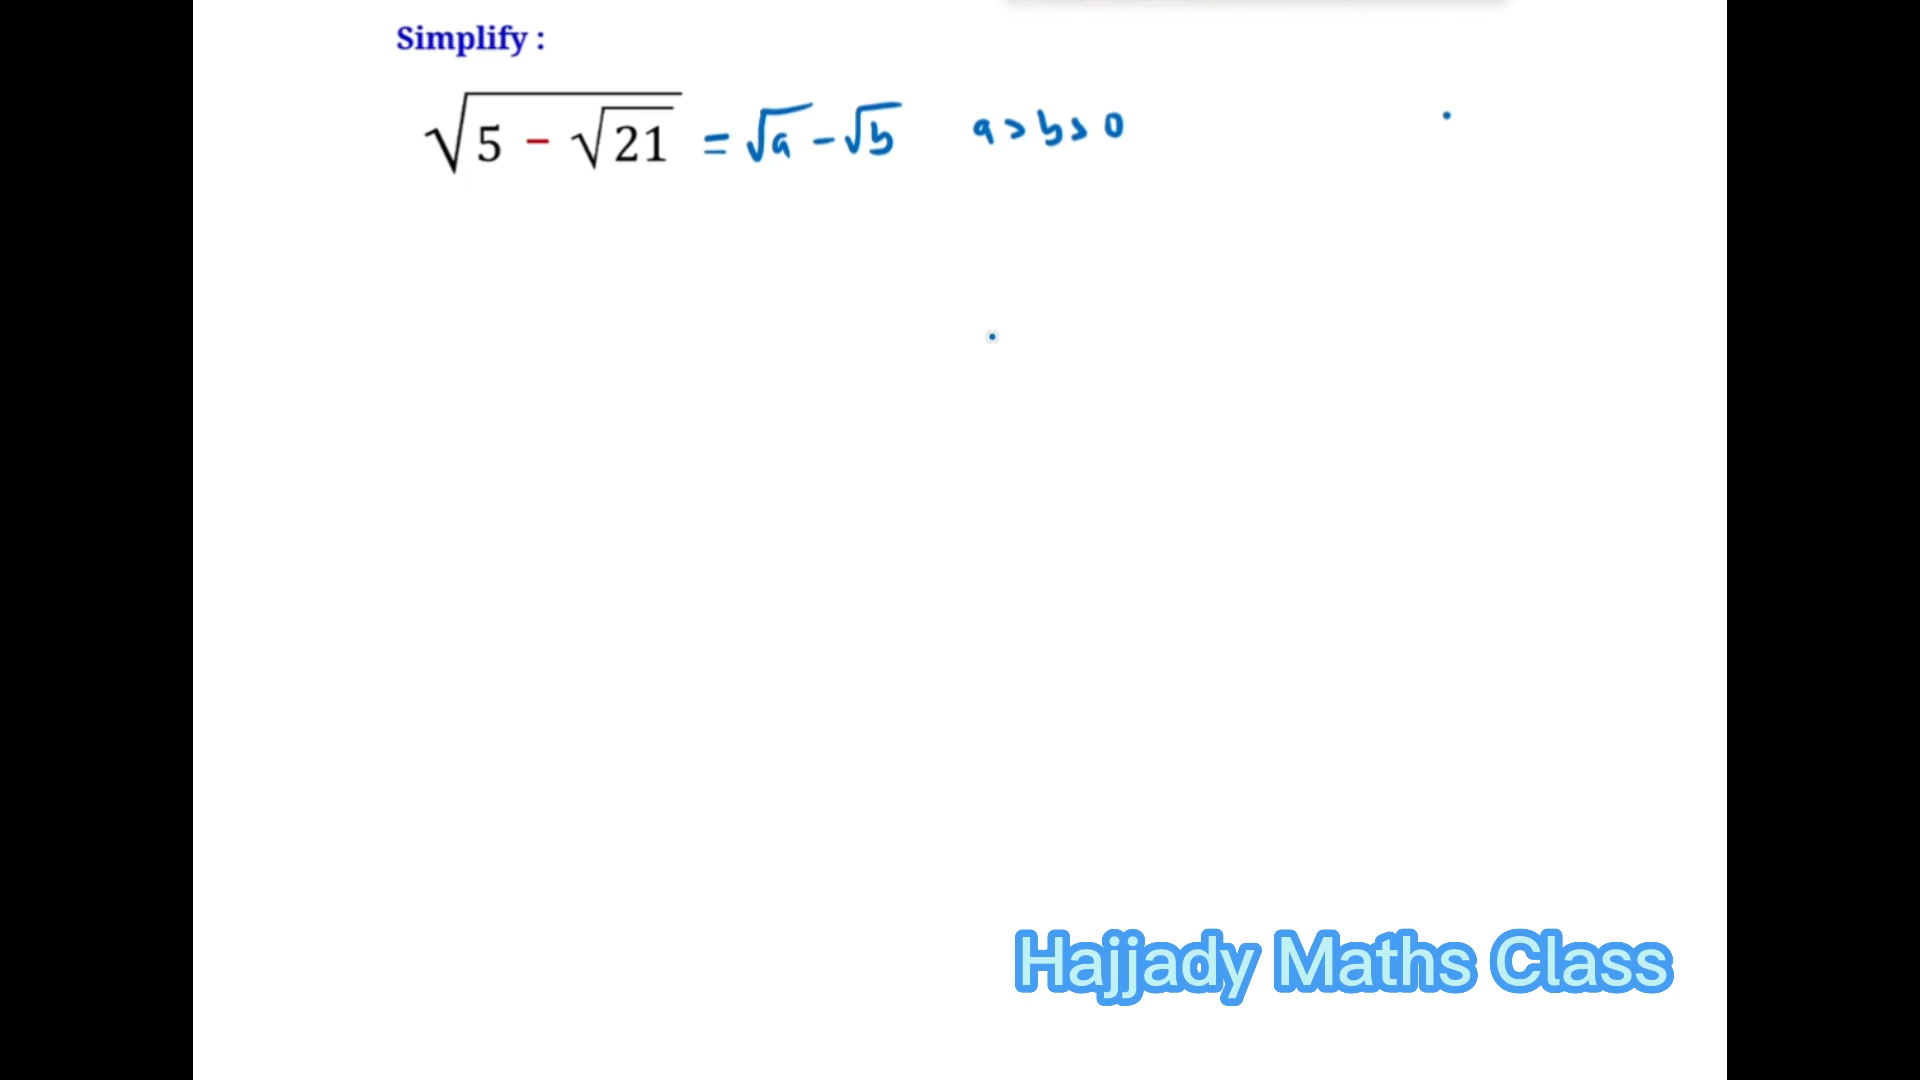 Simplify :
√(5 − √21) = √a − √b a > b > 0
Hajjady Maths Class